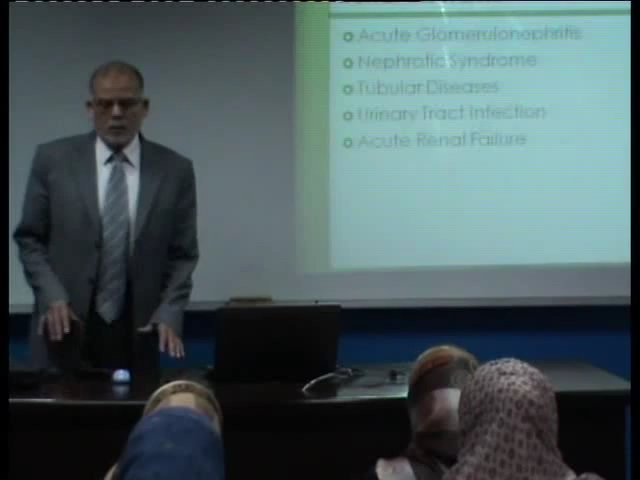 Acute Glomerulonephritis
Nephrotic Syndrome
Tubular Diseases
Urinary Tract Infection
Acute Renal Failure